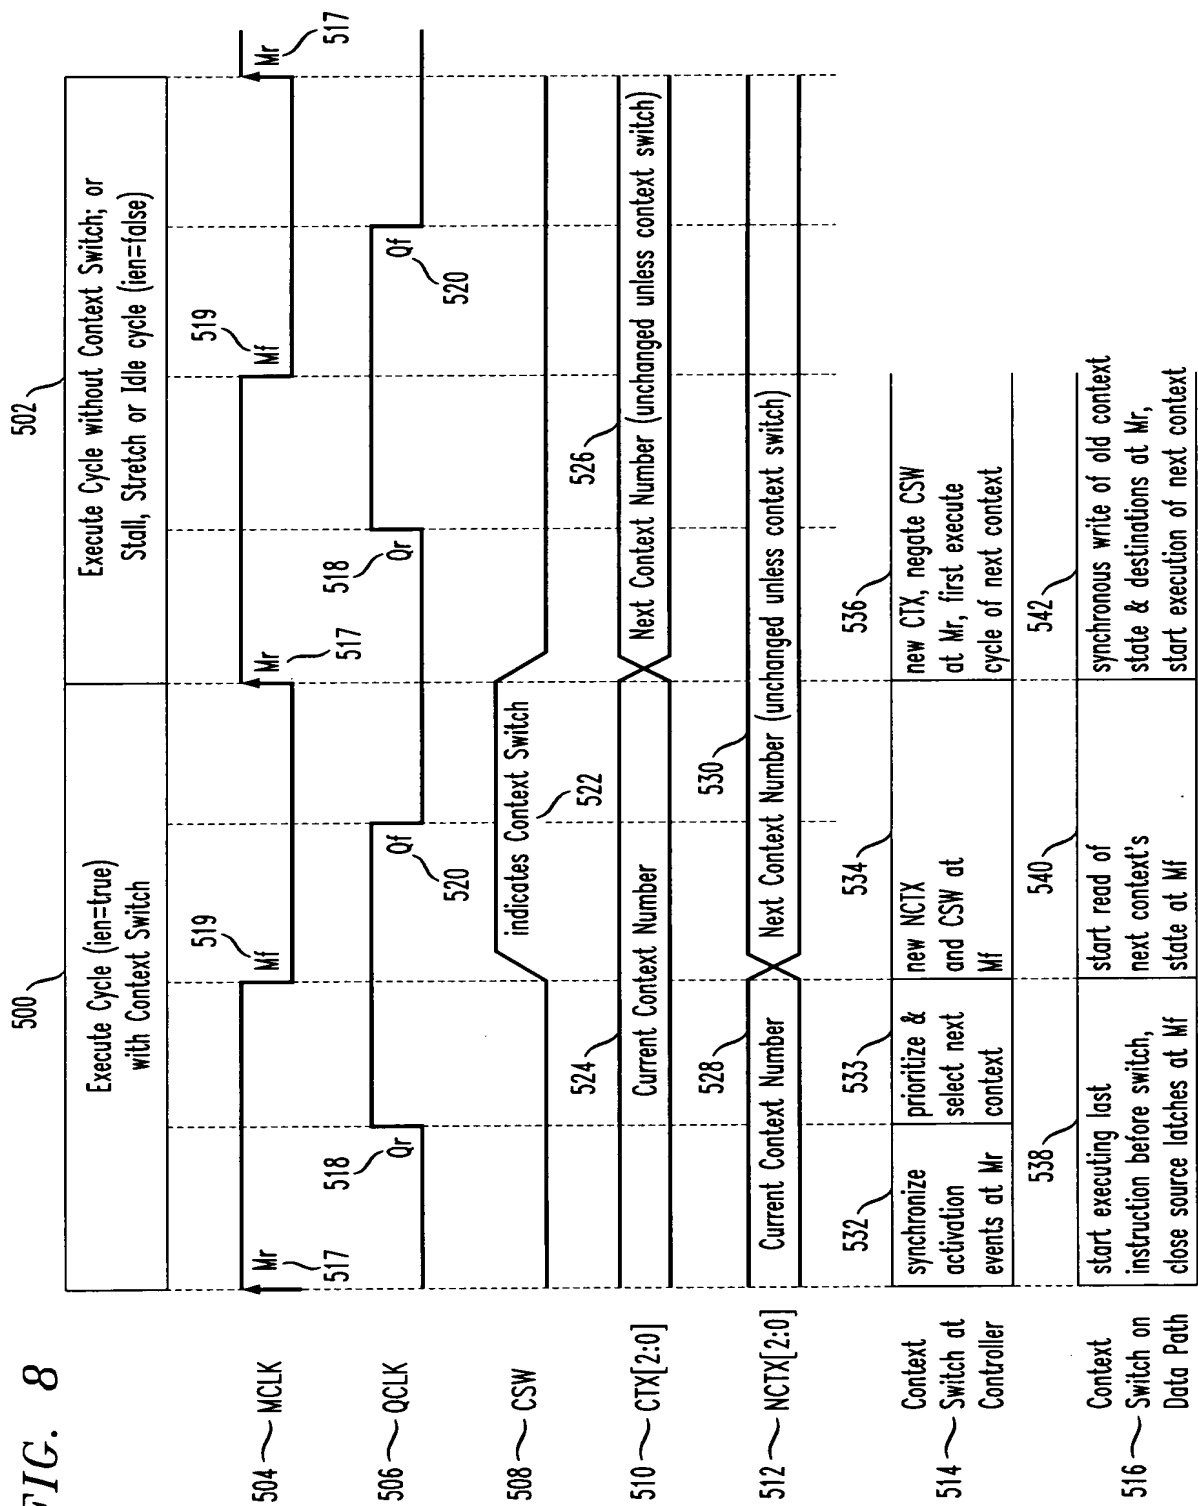 FIG. 8
500
502
Execute Cycle (ien=true)
with Context Switch
Execute Cycle without Context Switch; or
Stall, Stretch or Idle cycle (ien=false)
504
MCLK
Mr
517
519
Mf
Mr
517
519
Mf
Mr
517
506
QCLK
518
Qr
Qf
520
518
Qr
Qf
520
508
CSW
indicates Context Switch
522
510
CTX[2:0]
524
Current Context Number
526
Next Context Number (unchanged unless context switch)
512
NCTX[2:0]
528
Current Context Number
530
Next Context Number (unchanged unless context switch)
514
Context
Switch at
Controller
532
synchronize
activation
events at Mr
533
prioritize &
select next
context
534
new NCTX
and CSW at
Mf
536
new CTX, negate CSW
at Mr, first execute
cycle of next context
516
Context
Switch on
Data Path
538
start executing last
instruction before switch,
close source latches at Mf
540
start read of
next context's
state at Mf
542
synchronous write of old context
state & destinations at Mr,
start execution of next context